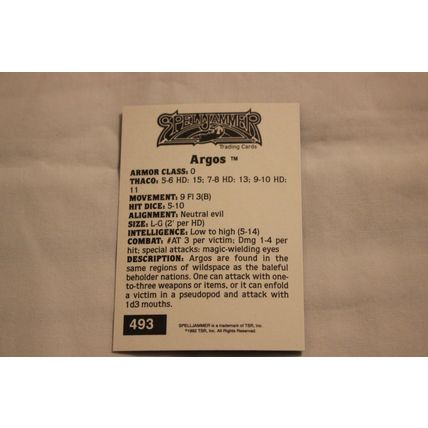 SPELLJAMMER
Trading Cards
Argos ™
ARMOR CLASS: 0
THACO: 5-6 HD: 15; 7-8 HD: 13; 9-10 HD:
11
MOVEMENT: 9 Fl 3(B)
HIT DICE: 5-10
ALIGNMENT: Neutral evil
SIZE: L-G (2' per HD)
INTELLIGENCE: Low to high (5-14)
COMBAT: #AT 3 per victim; Dmg 1-4 per
hit; special attacks: magic-wielding eyes
DESCRIPTION: Argos are found in the
same regions of wildspace as the baleful
beholder nations. One can attack with one-
to-three weapons or items, or it can enfold
a victim in a pseudopod and attack with
1d3 mouths.
493
SPELLJAMMER is a trademark of TSR, Inc.
©1992 TSR, Inc. All Rights Reserved.